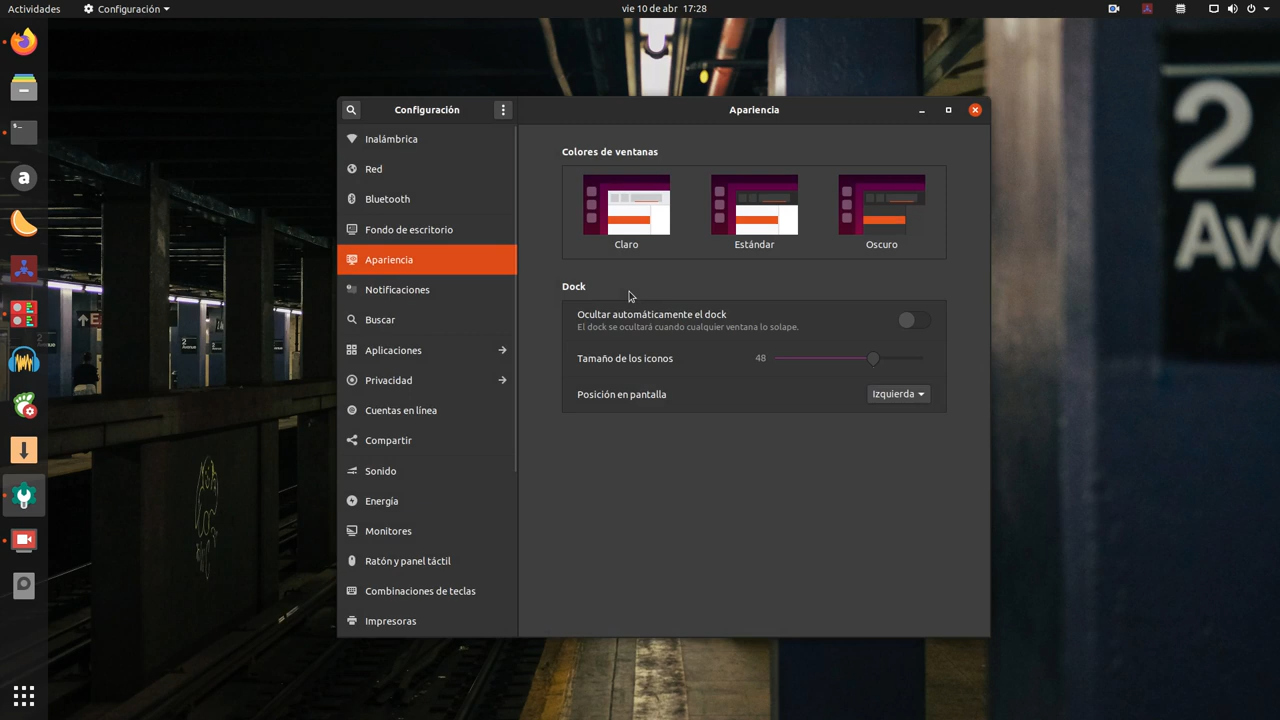 Actividades
Configuración
vie 10 de abr 17:28
Configuración
Apariencia
Inalámbrica
Red
Bluetooth
Fondo de escritorio
Apariencia
Notificaciones
Buscar
Aplicaciones
Privacidad
Cuentas en línea
Compartir
Sonido
Energía
Monitores
Ratón y panel táctil
Combinaciones de teclas
Impresoras
Colores de ventanas
Claro
Estándar
Oscuro
Dock
Ocultar automáticamente el dock
El dock se ocultará cuando cualquier ventana lo solape.
Tamaño de los iconos
48
Posición en pantalla
Izquierda
2
Ave